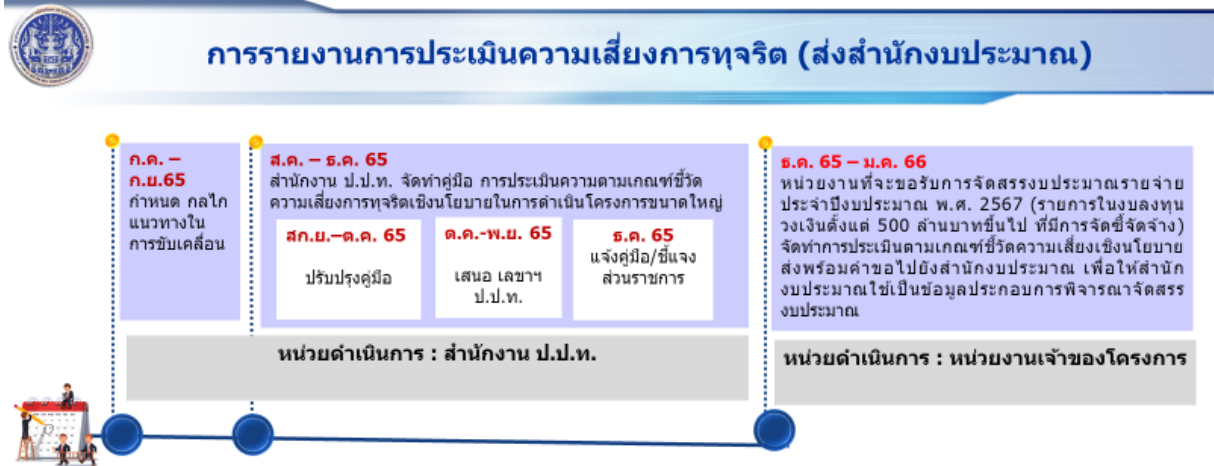 การรายงานการประเมินความเสี่ยงการทุจริต (ส่งสำนักงบประมาณ)
ก.ค. –
ก.ย.65
กำหนด กลไก
แนวทางใน
การขับเคลื่อน
ส.ค. – ธ.ค. 65
สำนักงาน ป.ป.ท. จัดทำคู่มือ การประเมินความตามเกณฑ์ชี้วัด
ความเสี่ยงการทุจริตเชิงนโยบายในการดำเนินโครงการขนาดใหญ่
สก.ย.–ต.ค. 65
ปรับปรุงคู่มือ
ต.ค.-พ.ย. 65
เสนอ เลขาฯ
ป.ป.ท.
ธ.ค. 65
แจ้งคู่มือ/ชี้แจง
ส่วนราชการ
หน่วยดำเนินการ : สำนักงาน ป.ป.ท.
ธ.ค. 65 – ม.ค. 66
หน่วยงานที่จะขอรับการจัดสรรงบประมาณรายจ่าย
ประจำปีงบประมาณ พ.ศ. 2567 (รายการในงบลงทุน
วงเงินตั้งแต่ 500 ล้านบาทขึ้นไป ที่มีการจัดซื้อจัดจ้าง)
จัดทำการประเมินตามเกณฑ์ชี้วัดความเสี่ยงเชิงนโยบาย
ส่งพร้อมคำขอไปยังสำนักงบประมาณ เพื่อให้สำนัก
งบประมาณใช้เป็นข้อมูลประกอบการพิจารณาจัดสรร
งบประมาณ
หน่วยดำเนินการ : หน่วยงานเจ้าของโครงการ